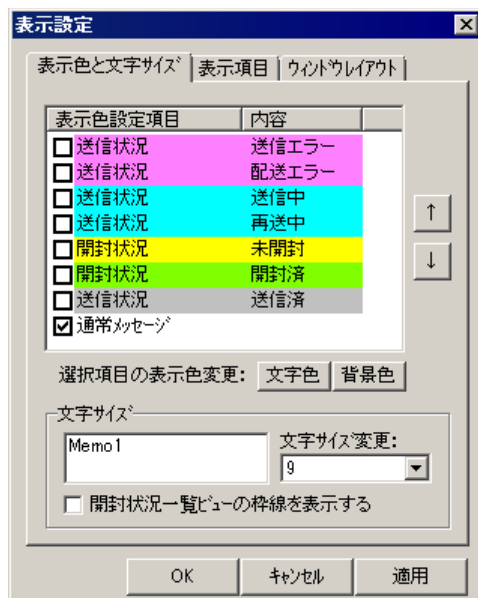 表示設定
表示色と文字サイズ 表示項目 ウィンドウレイアウト
表示色設定項目 内容
送信状況 送信エラー
送信状況 配送エラー
送信状況 送信中
送信状況 再送中
開封状況 未開封
開封状況 開封済
送信状況 送信済
通常メッセージ
↑
↓
選択項目の表示色変更: 文字色 背景色
文字サイズ
Memo1
文字サイズ変更:
9
開封状況一覧ビューの枠線を表示する
OK キャンセル 適用